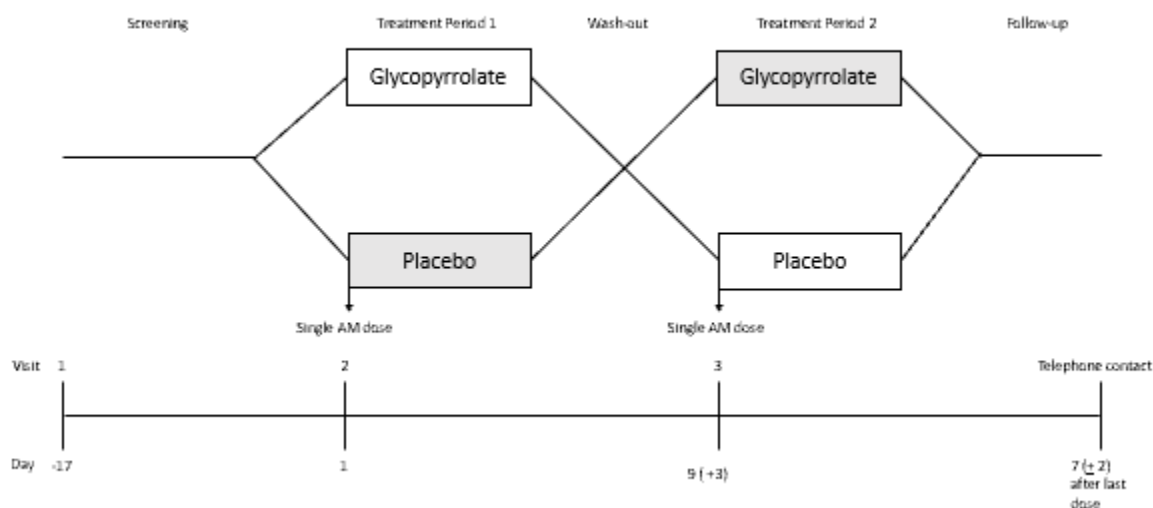 Screening Treatment Period 1 Wash-out Treatment Period 2 Follow-up
Glycopyrrolate Glycopyrrolate
Placebo Placebo
Single AM dose Single AM dose
Visit 1 2 3 Telephone contact
Day -17 1 9 (+3) 7 (± 2)
after last
dose